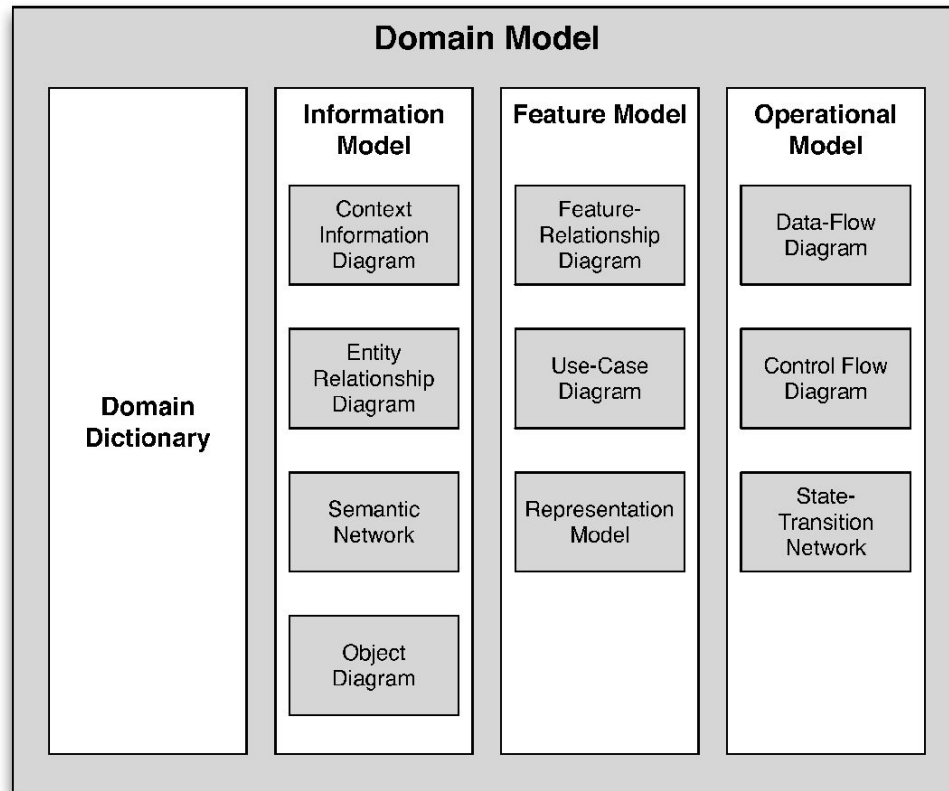 Domain Model
Domain
Dictionary
Information
Model
Context
Information
Diagram
Entity
Relationship
Diagram
Semantic
Network
Object
Diagram
Feature Model
Feature-
Relationship
Diagram
Use-Case
Diagram
Representation
Model
Operational
Model
Data-Flow
Diagram
Control Flow
Diagram
State-
Transition
Network